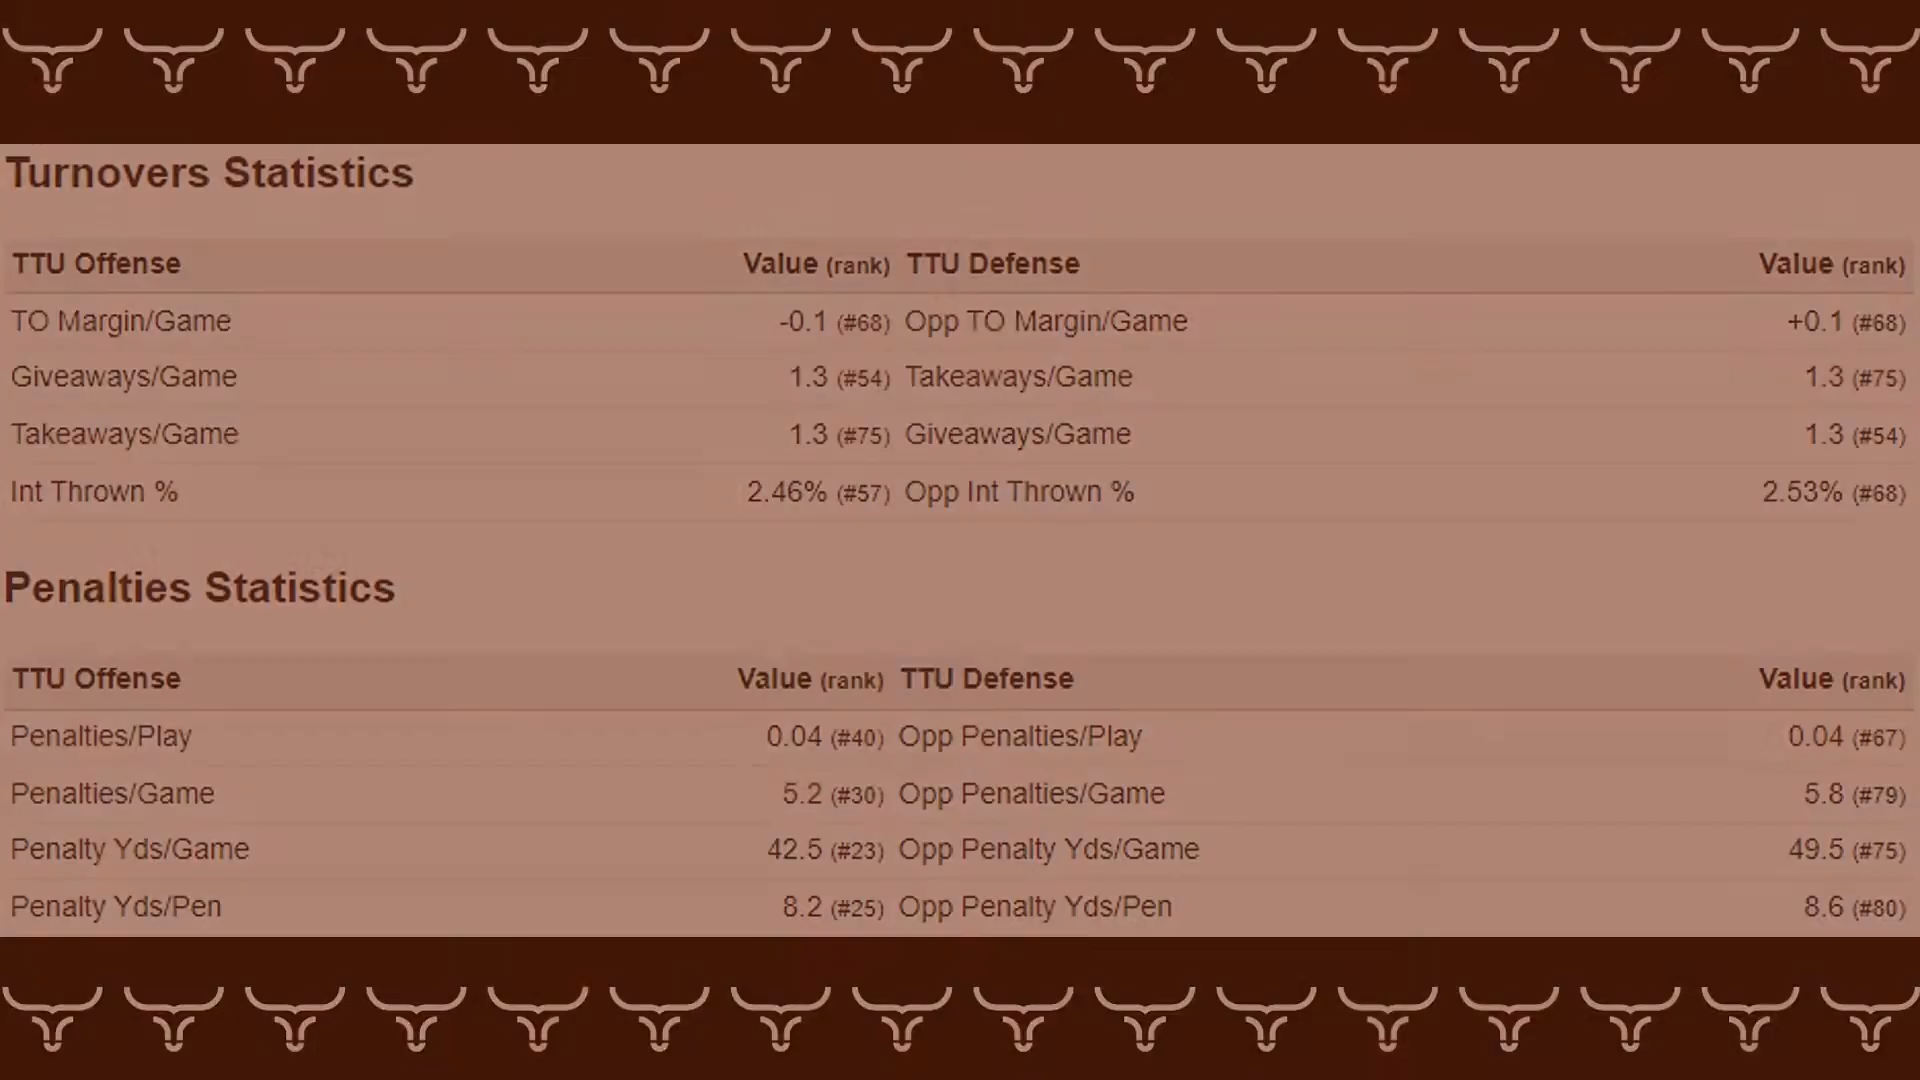 Turnovers Statistics
TTU Offense Value (rank) TTU Defense Value (rank)
TO Margin/Game -0.1 (#68) Opp TO Margin/Game +0.1 (#68)
Giveaways/Game 1.3 (#54) Takeaways/Game 1.3 (#75)
Takeaways/Game 1.3 (#75) Giveaways/Game 1.3 (#54)
Int Thrown % 2.46% (#57) Opp Int Thrown % 2.53% (#68)
Penalties Statistics
TTU Offense Value (rank) TTU Defense Value (rank)
Penalties/Play 0.04 (#40) Opp Penalties/Play 0.04 (#67)
Penalties/Game 5.2 (#30) Opp Penalties/Game 5.8 (#79)
Penalty Yds/Game 42.5 (#23) Opp Penalty Yds/Game 49.5 (#75)
Penalty Yds/Pen 8.2 (#25) Opp Penalty Yds/Pen 8.6 (#80)